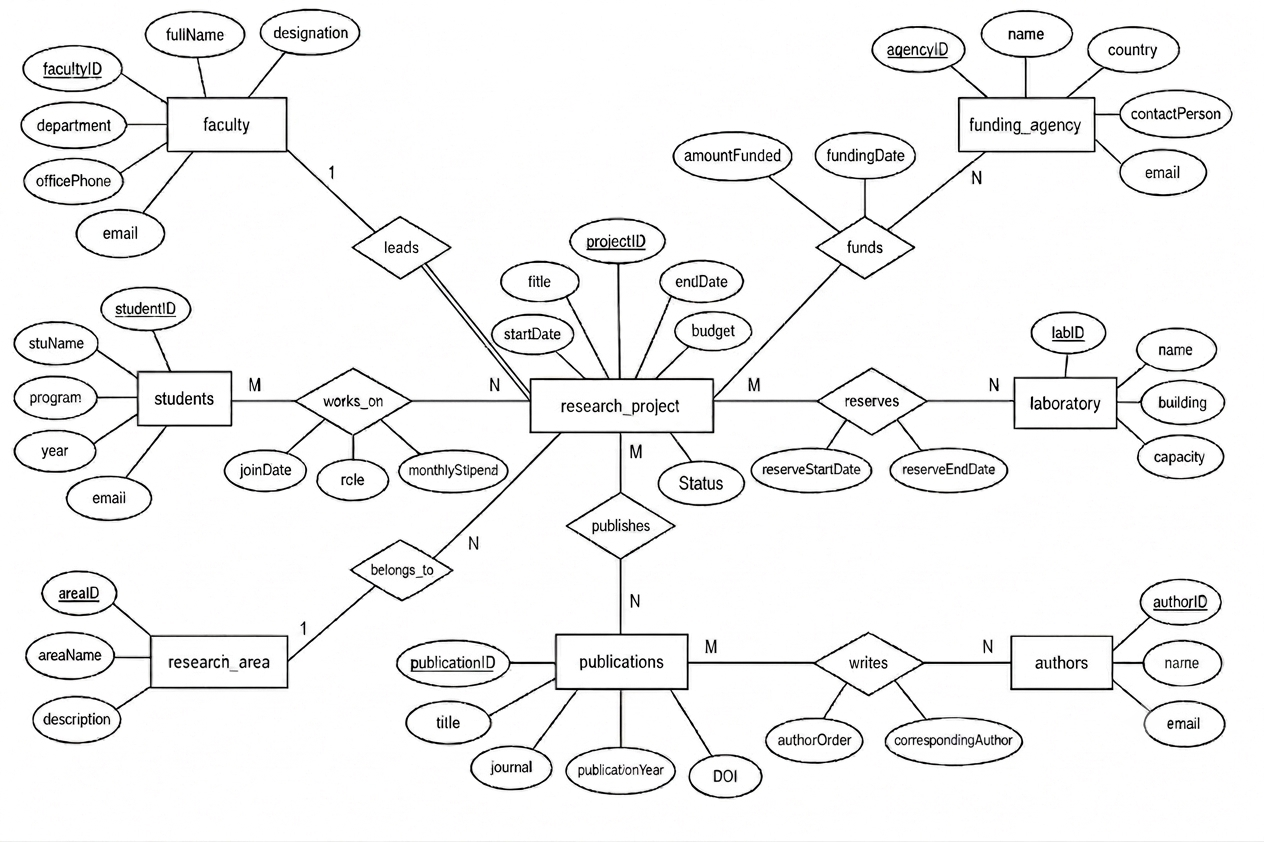 fullName
designation
facultyID
department
officePhone
email
faculty
1
leads
agencyID
name
country
contactPerson
email
funding_agency
N
amountFunded
fundingDate
funds
projectID
fitle
endDate
startDate
budget
research_project
Status
studentID
stuName
program
year
emaii
students
M
works_on
N
joinDate
rcle
monthlyStipend
M
reserves
N
reserveStartDate
reserveEndDate
labID
name
building
capacity
laboratory
M
publishes
N
N
belongs_to
1
areaID
areaName
description
research_area
publicationID
title
journal
publicationYear
DOI
publications
M
writes
N
authorOrder
correspondingAuthor
authors
authorID
name
email